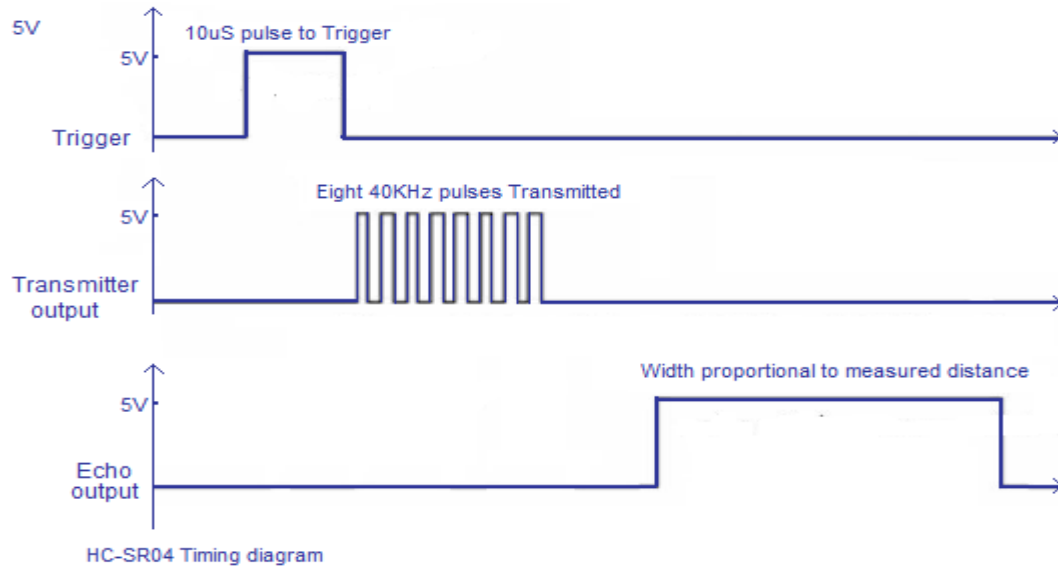 5V
10uS pulse to Trigger
5V
Trigger
Eight 40KHz pulses Transmitted
5V
Transmitter
output
Width proportional to measured distance
5V
Echo
output
HC-SR04 Timing diagram